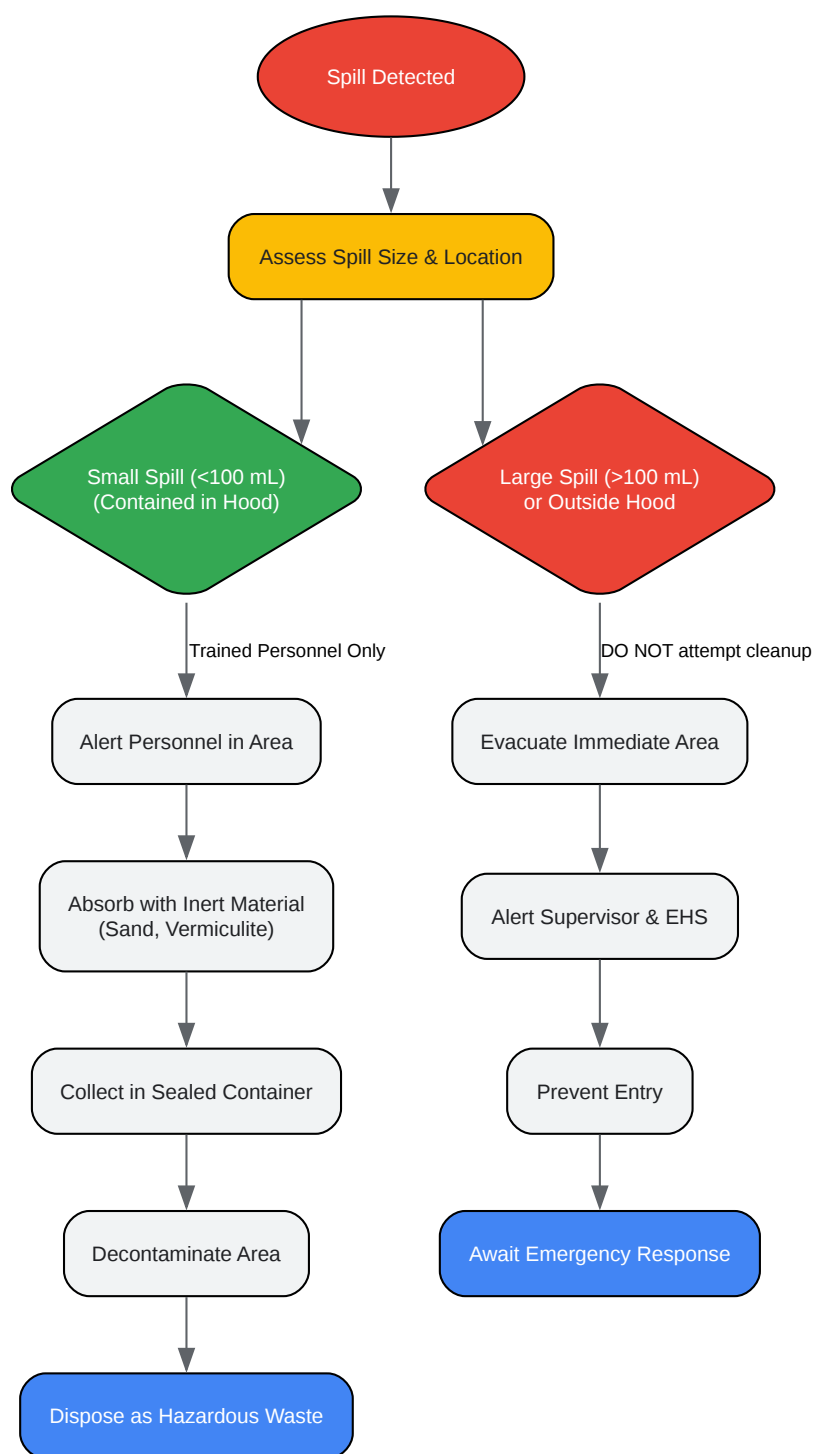 Spill Detected
Assess Spill Size & Location
Small Spill (<100 mL)
(Contained in Hood)
Large Spill (>100 mL)
or Outside Hood
Trained Personnel Only
DO NOT attempt cleanup
Alert Personnel in Area
Evacuate Immediate Area
Absorb with Inert Material
(Sand, Vermiculite)
Alert Supervisor & EHS
Collect in Sealed Container
Prevent Entry
Decontaminate Area
Await Emergency Response
Dispose as Hazardous Waste